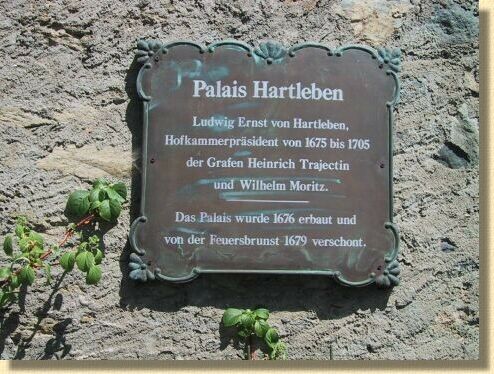 Palais Hartleben
Ludwig Ernst von Hartleben,
Hofkammerpräsident von 1675 bis 1705
der Grafen Heinrich Trajectin
und Wilhelm Moritz.
Das Palais wurde 1676 erbaut und
von der Feuersbrunst 1679 verschont.